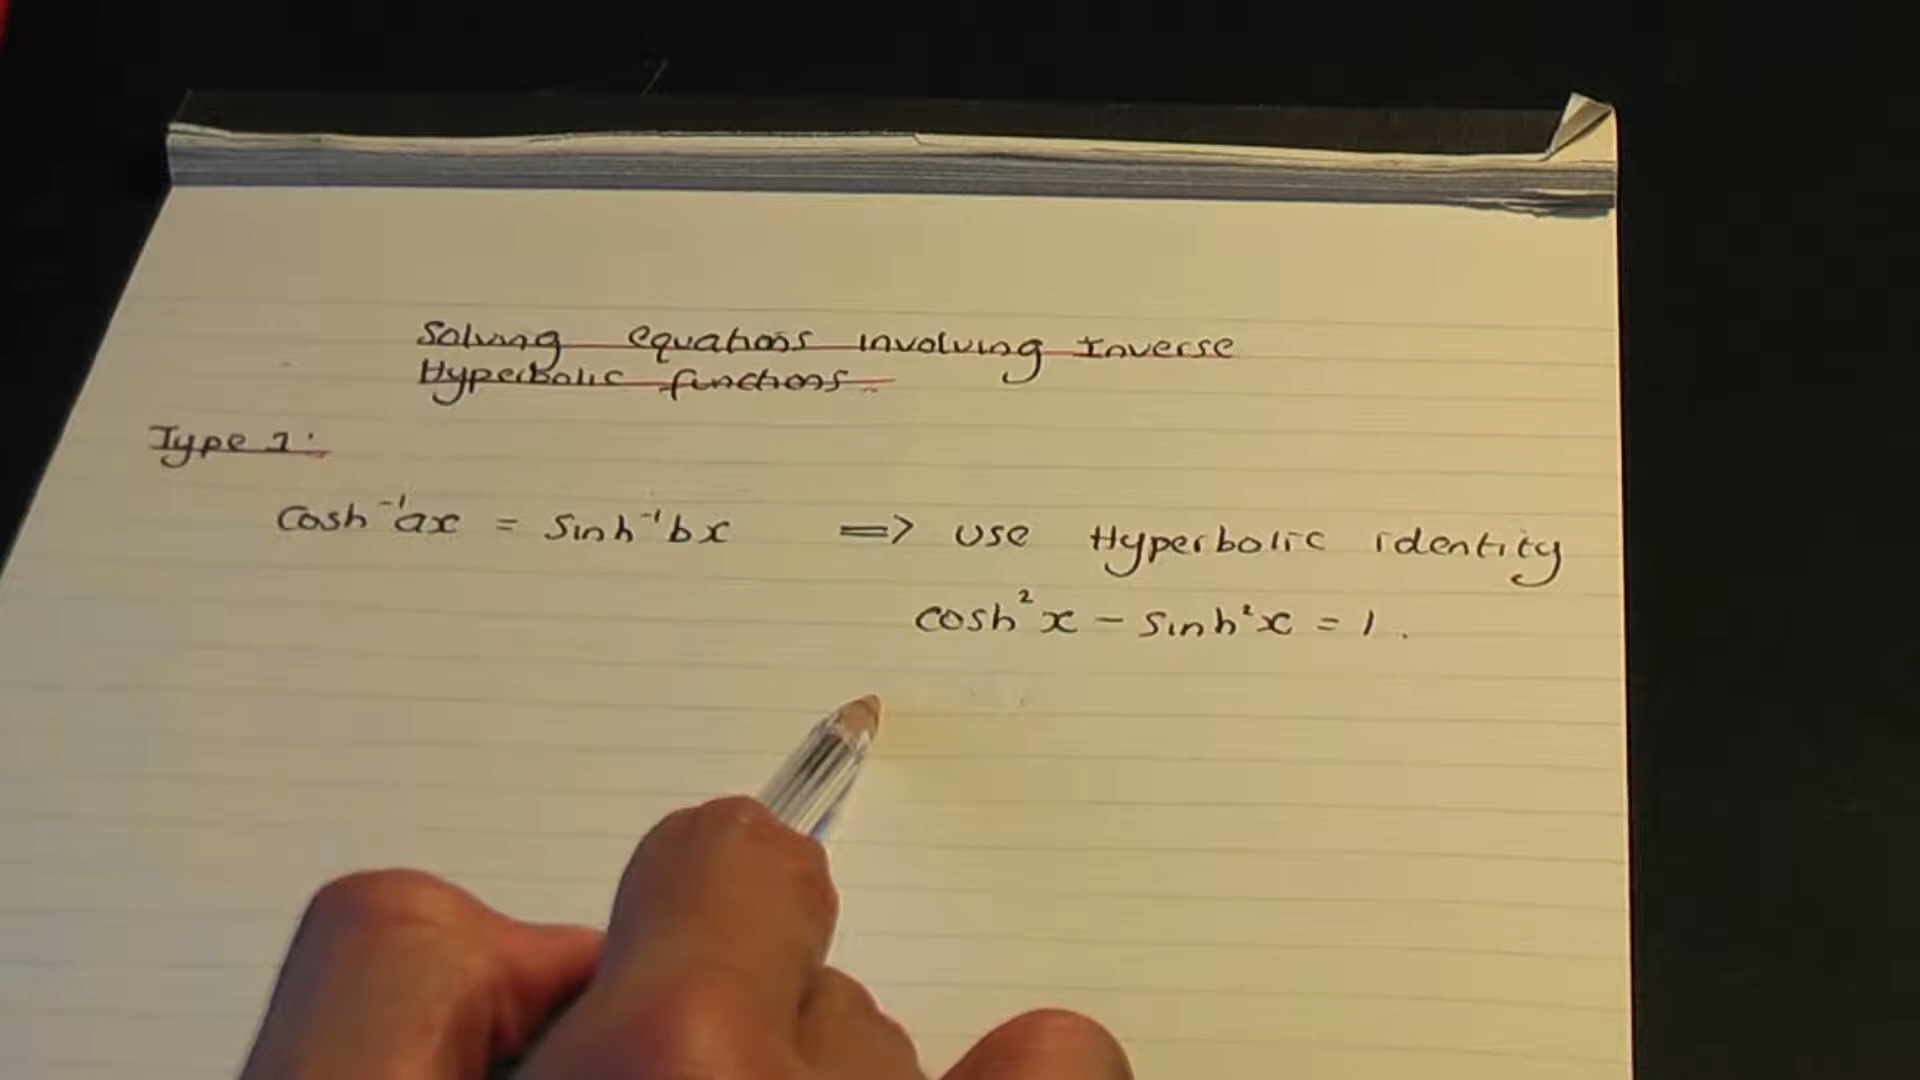 Solving equations involving Inverse
Hyperbolic functions.
Type 1:
cosh⁻¹ax = sinh⁻¹bx ⇒ use Hyperbolic identity
cosh²x - sinh²x = 1.